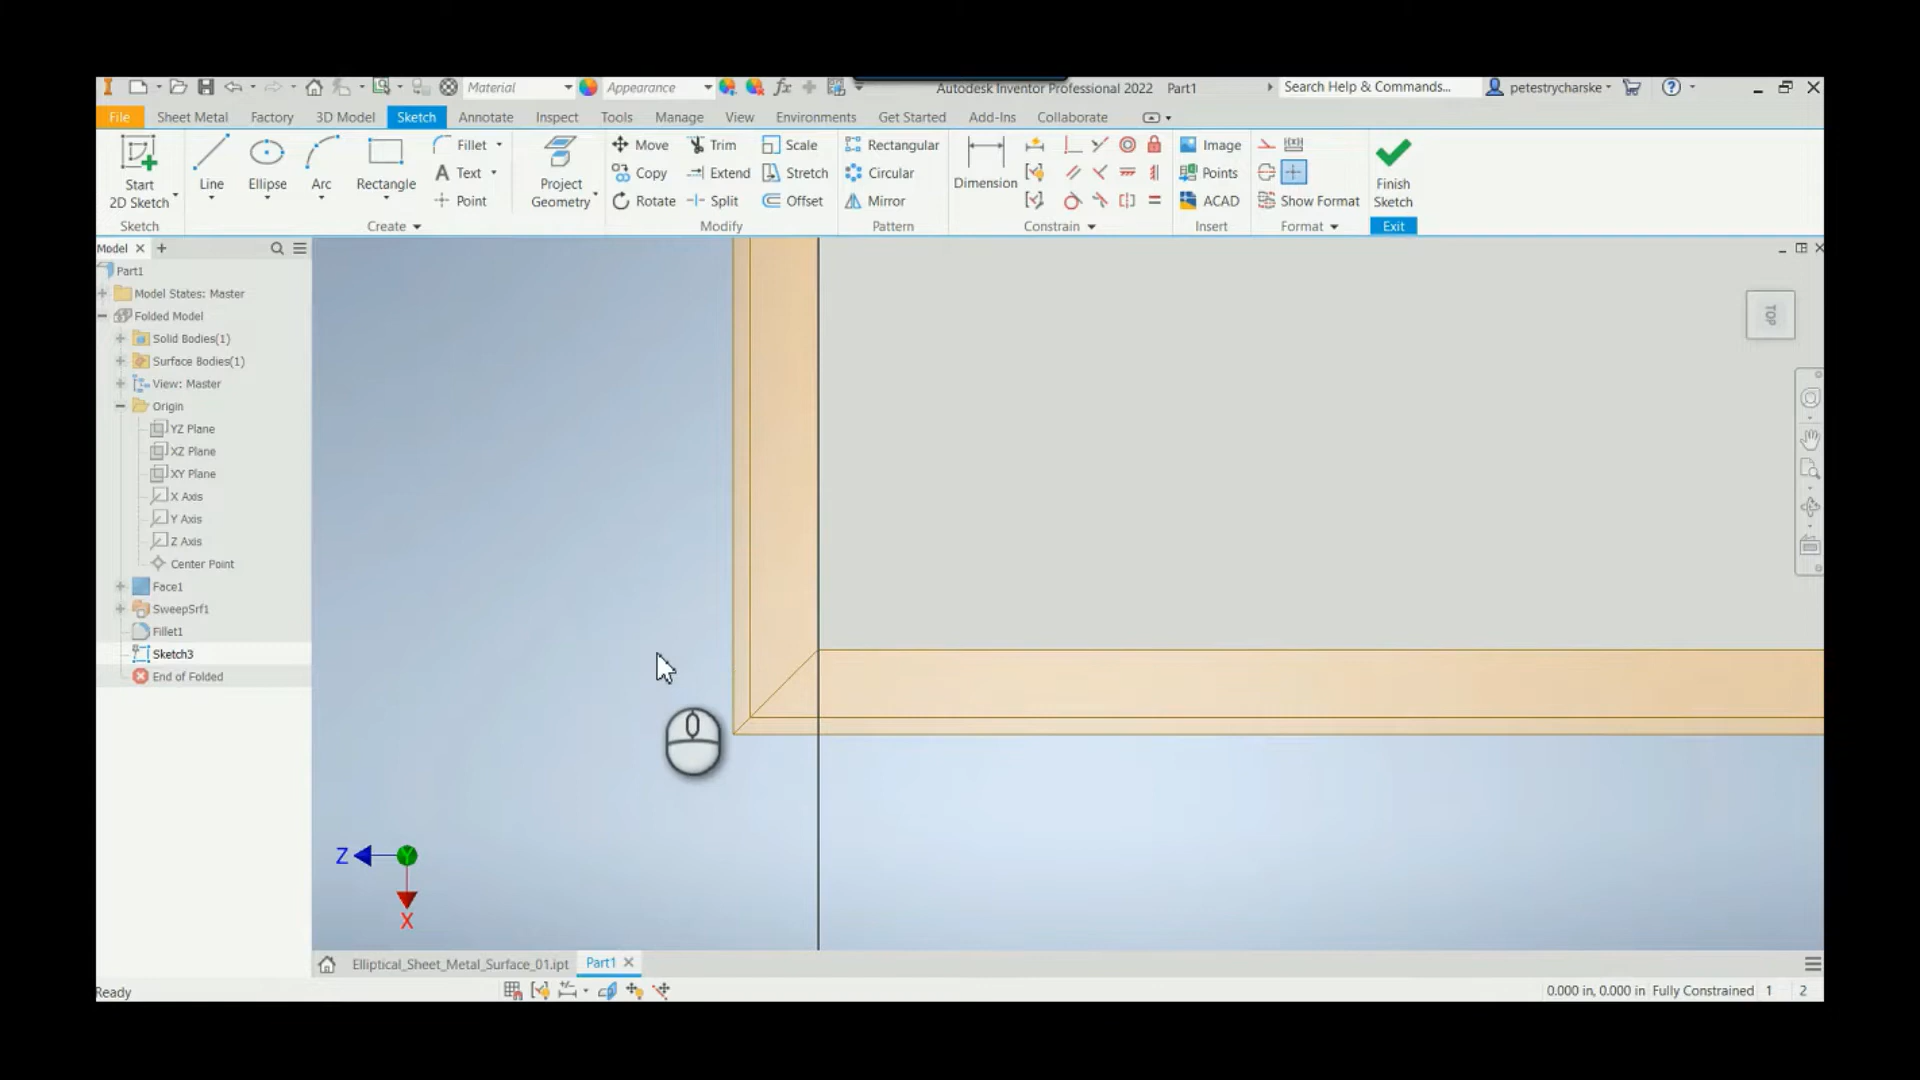 Material Appearance Autodesk Inventor Professional 2022 Part1 Search Help & Commands... petestrycharske
File Sheet Metal Factory 3D Model Sketch Annotate Inspect Tools Manage View Environments Get Started Add-Ins Collaborate
Fillet Move Trim Scale Rectangular Image
Text Copy Extend Stretch Circular Points
Start 2D Sketch Line Ellipse Arc Rectangle Project Geometry Dimension Finish Sketch
Point Rotate Split Offset Mirror ACAD Show Format
Sketch Create Modify Pattern Constrain Insert Format Exit
Model
Part1
Model States: Master
Folded Model
Solid Bodies(1)
Surface Bodies(1)
View: Master
Origin
YZ Plane
XZ Plane
XY Plane
X Axis
Y Axis
Z Axis
Center Point
Face1
SweepSrf1
Fillet1
Sketch3
End of Folded
TOP
Z
Y
X
Elliptical_Sheet_Metal_Surface_01.ipt Part1
Ready 0.000 in, 0.000 in Fully Constrained 1 2